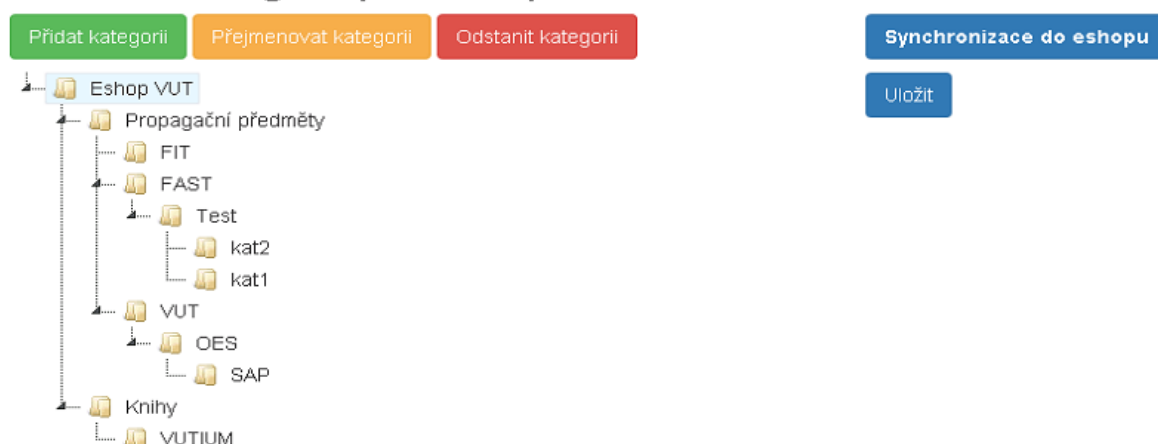 Přidat kategorii Přejmenovat kategorii Odstanit kategorii Synchronizace do eshopu
Uložit
Eshop VUT
Propagační předměty
FIT
FAST
Test
kat2
kat1
VUT
OES
SAP
Knihy
VUTIUM